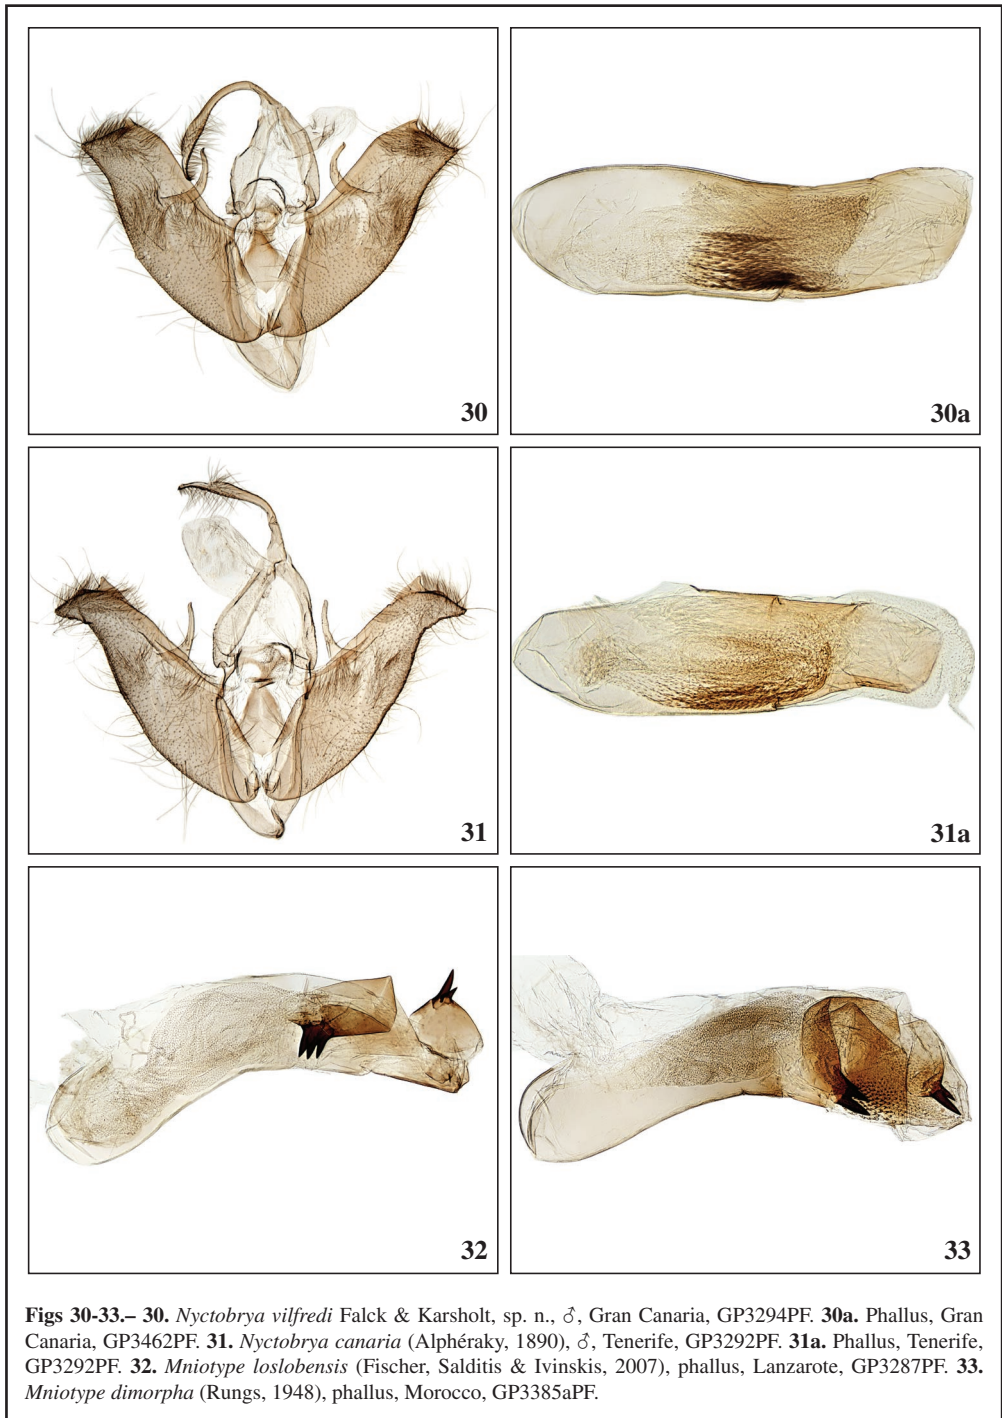 30
30a
31
31a
32
33
Figs 30-33.– 30. Nyctobrya vilfredi Falck & Karsholt, sp. n., ♂, Gran Canaria, GP3294PF. 30a. Phallus, Gran
Canaria, GP3462PF. 31. Nyctobrya canaria (Alphéraky, 1890), ♂, Tenerife, GP3292PF. 31a. Phallus, Tenerife,
GP3292PF. 32. Mniotype loslobensis (Fischer, Salditis & Ivinskis, 2007), phallus, Lanzarote, GP3287PF. 33.
Mniotype dimorpha (Rungs, 1948), phallus, Morocco, GP3385aPF.